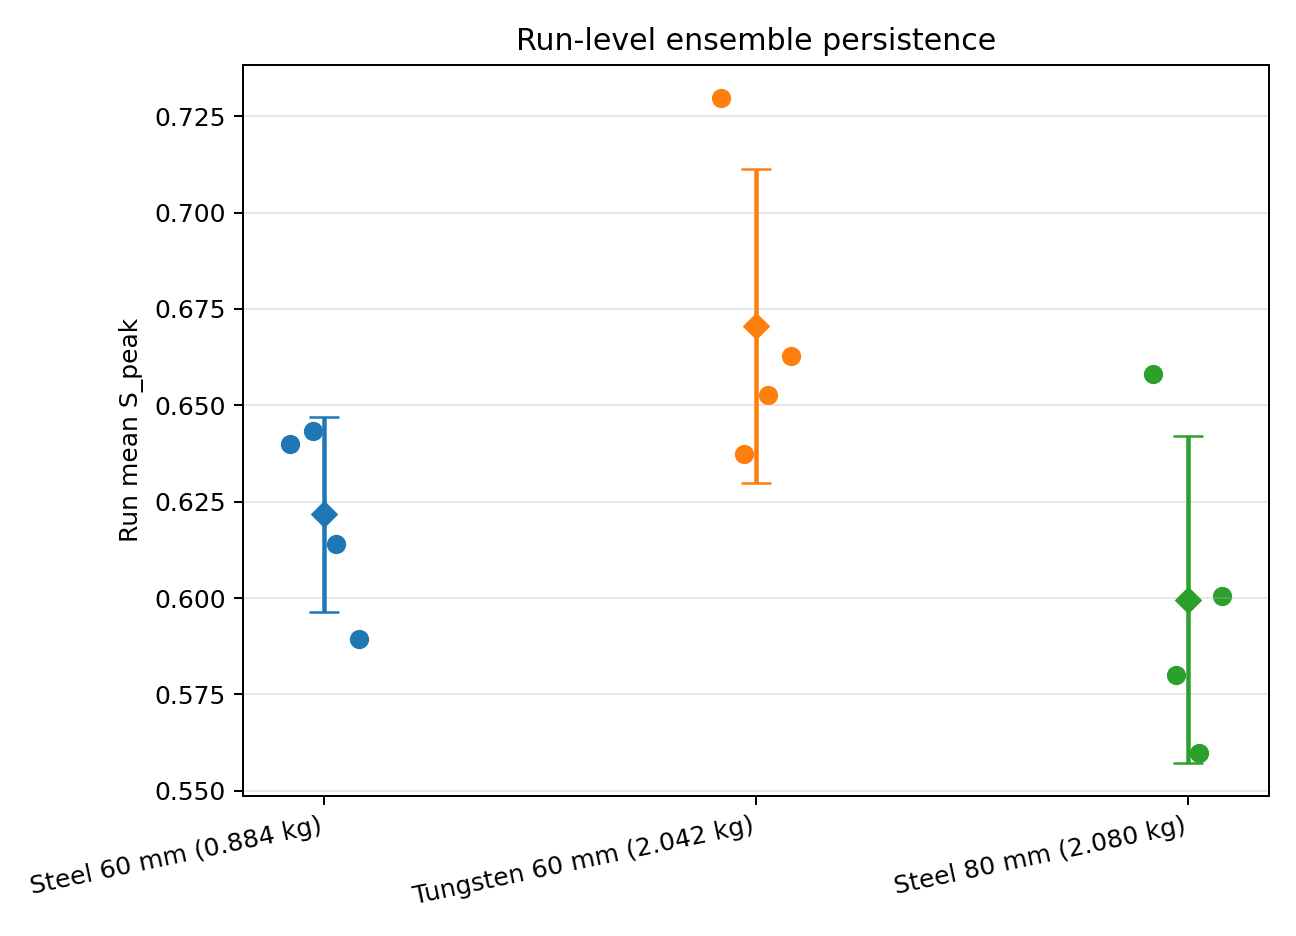 Run-level ensemble persistence
Run mean S_peak
0.725
0.700
0.675
0.650
0.625
0.600
0.575
0.550
Steel 60 mm (0.884 kg)
Tungsten 60 mm (2.042 kg)
Steel 80 mm (2.080 kg)